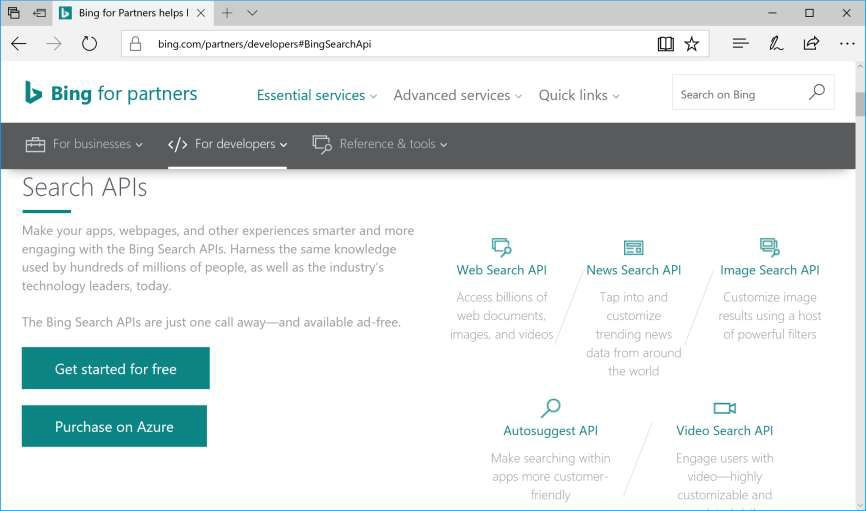 Bing for Partners helps l
bing.com/partners/developers#BingSearchApi
Bing for partners
Essential services
Advanced services
Quick links
Search on Bing
For businesses
For developers
Reference & tools
Search APIs
Make your apps, webpages, and other experiences smarter and more
engaging with the Bing Search APIs. Harness the same knowledge
used by hundreds of millions of people, as well as the industry's
technology leaders, today.
The Bing Search APIs are just one call away—and available ad-free.
Get started for free
Purchase on Azure
Web Search API
Access billions of
web documents,
images, and videos
News Search API
Tap into and
customize
trending news
data from around
the world
Image Search API
Customize image
results using a host
of powerful filters
Autosuggest API
Make searching within
apps more customer-
friendly
Video Search API
Engage users with
video—highly
customizable and